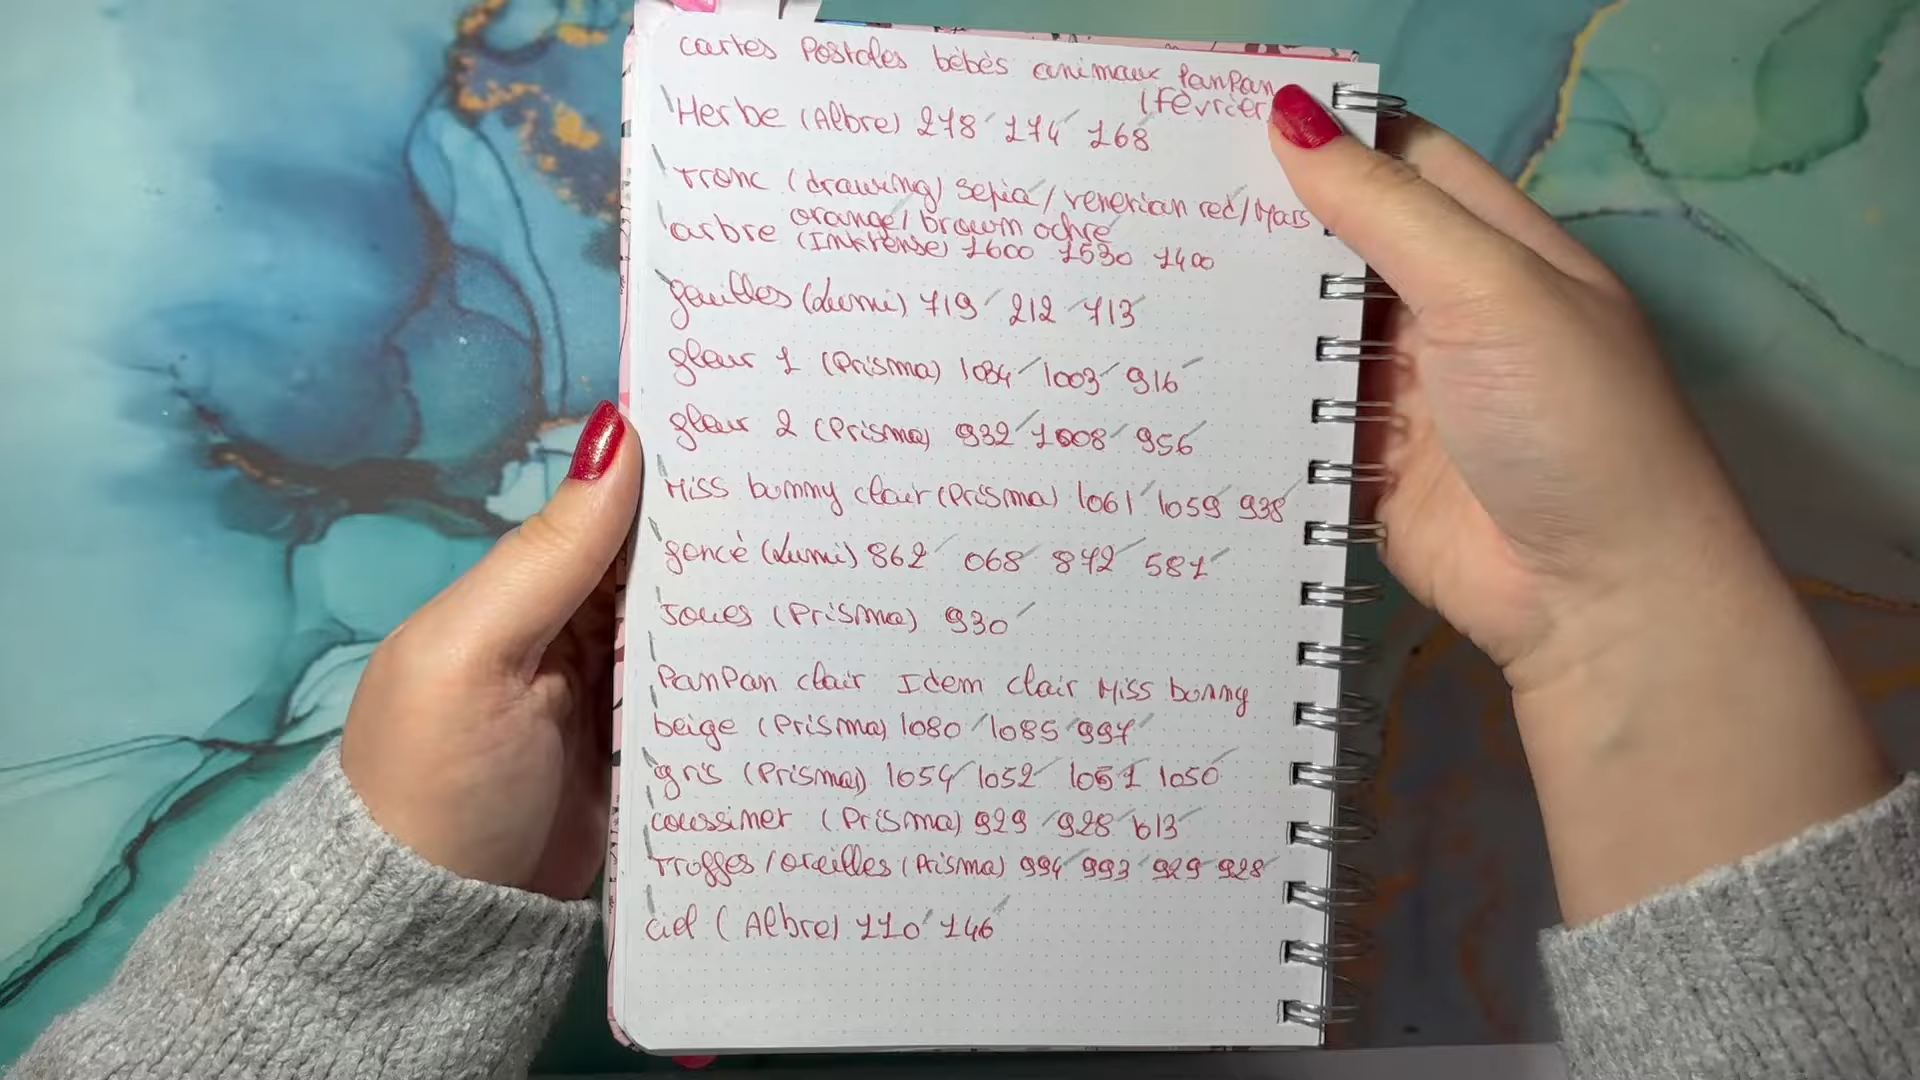 cartes Postales bébés animaux PanPan
(Février)
Herbe (Albre) 278 174 168
Tronc (drawing) sepia/venerian red/Mars
orange/brown ochre
arbre (Inktense) 1600 1530 1400
feuilles (Lumi) 719 212 713
fleur 1 (Prisma) 1034 1003 916
fleur 2 (Prisma) 932 1008 956
Miss bunny clair (Prisma) 1061 1059 938
foncé (Lumi) 862 068 872 581
Joues (Prisma) 930
PanPan clair Idem clair Miss bunny
beige (Prisma) 1080 1085 997
gris (Prisma) 1054 1052 1051 1050
coussinet (Prisma) 929 928 613
Truffes/oreilles (Prisma) 994 993 929 928
ciel (Albre) 110 146